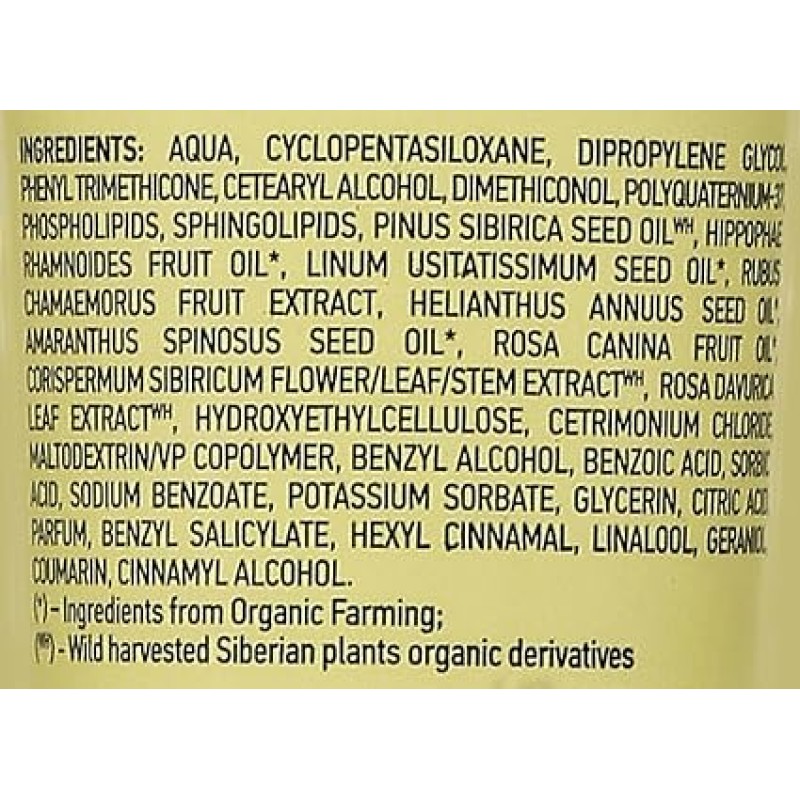 INGREDIENTS: AQUA, CYCLOPENTASILOXANE, DIPROPYLENE GLYCOL,
PHENYL TRIMETHICONE, CETEARYL ALCOHOL, DIMETHICONOL, POLYQUATERNIUM-37,
PHOSPHOLIPIDS, SPHINGOLIPIDS, PINUS SIBIRICA SEED OILᵂᴴ, HIPPOPHAE
RHAMNOIDES FRUIT OIL*, LINUM USITATISSIMUM SEED OIL*, RUBUS
CHAMAEMORUS FRUIT EXTRACT, HELIANTHUS ANNUUS SEED OIL*,
AMARANTHUS SPINOSUS SEED OIL*, ROSA CANINA FRUIT OIL*,
CORISPERMUM SIBIRICUM FLOWER/LEAF/STEM EXTRACTᵂᴴ, ROSA DAVURICA
LEAF EXTRACTᵂᴴ, HYDROXYETHYLCELLULOSE, CETRIMONIUM CHLORIDE,
MALTODEXTRIN/VP COPOLYMER, BENZYL ALCOHOL, BENZOIC ACID, SORBIC
ACID, SODIUM BENZOATE, POTASSIUM SORBATE, GLYCERIN, CITRIC ACID,
PARFUM, BENZYL SALICYLATE, HEXYL CINNAMAL, LINALOOL, GERANIOL,
COUMARIN, CINNAMYL ALCOHOL.
(*) - Ingredients from Organic Farming;
(ᵂᴴ) - Wild harvested Siberian plants organic derivatives